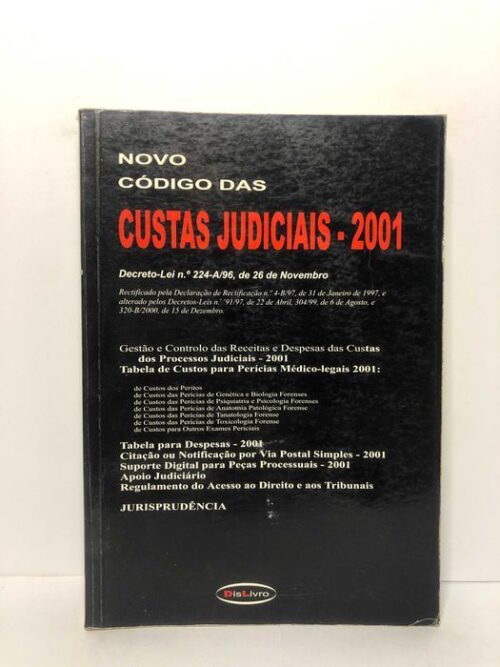 NOVO
CÓDIGO DAS
CUSTAS JUDICIAIS - 2001
Decreto-Lei n.º 224-A/96, de 26 de Novembro
Rectificado pela Declaração de Rectificação n.º 4-B/97, de 31 de Janeiro de 1997, e
alterado pelos Decretos-Leis n.º 91/97, de 22 de Abril, 304/99, de 6 de Agosto, e
320-B/2000, de 15 de Dezembro.
Gestão e Controlo das Receitas e Despesas das Custas
dos Processos Judiciais - 2001
Tabela de Custos para Perícias Médico-legais 2001:
de Custos dos Peritos
de Custos das Perícias de Genética e Biologia Forenses
de Custos das Perícias de Psiquiatria e Psicologia Forenses
de Custos das Perícias de Anatomia Patológica Forense
de Custos das Perícias de Tanatologia Forense
de Custos das Perícias de Toxicologia Forense
de Custos para Outros Exames Periciais
Tabela para Despesas - 2001
Citação ou Notificação por Via Postal Simples - 2001
Suporte Digital para Peças Processuais - 2001
Apoio Judiciário
Regulamento do Acesso ao Direito e aos Tribunais
JURISPRUDÊNCIA
DisLivro